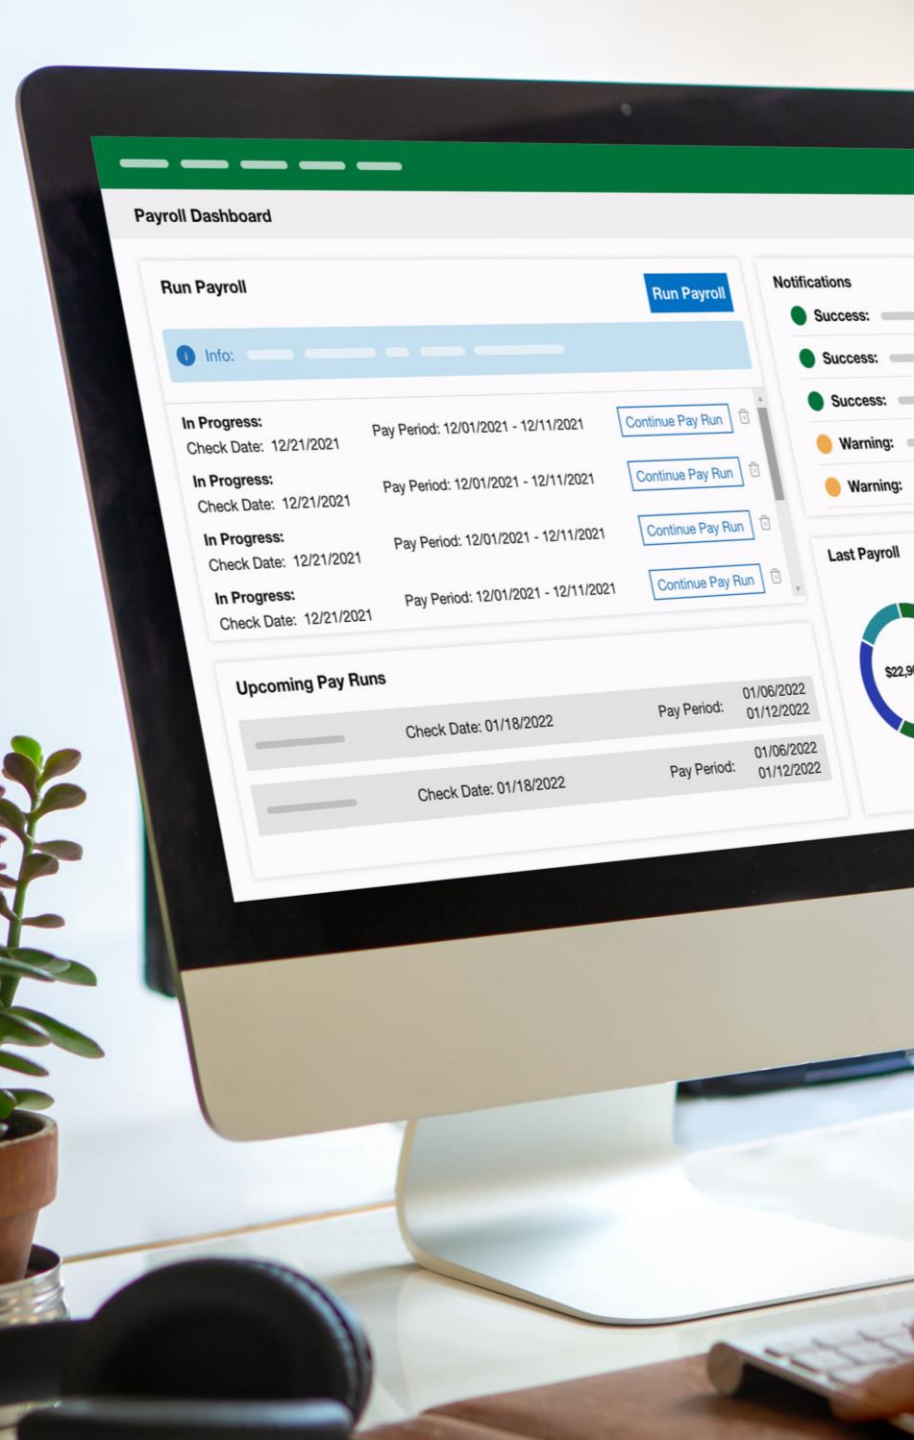 Payroll Dashboard
Run Payroll
Run Payroll
Info:
In Progress:
Check Date: 12/21/2021
Pay Period: 12/01/2021 - 12/11/2021
Continue Pay Run
In Progress:
Check Date: 12/21/2021
Pay Period: 12/01/2021 - 12/11/2021
Continue Pay Run
In Progress:
Check Date: 12/21/2021
Pay Period: 12/01/2021 - 12/11/2021
Continue Pay Run
In Progress:
Check Date: 12/21/2021
Pay Period: 12/01/2021 - 12/11/2021
Continue Pay Run
Upcoming Pay Runs
Check Date: 01/18/2022
Pay Period:
01/06/2022
01/12/2022
Check Date: 01/18/2022
Pay Period:
01/06/2022
01/12/2022
Notifications
Success:
Success:
Success:
Warning:
Warning:
Last Payroll